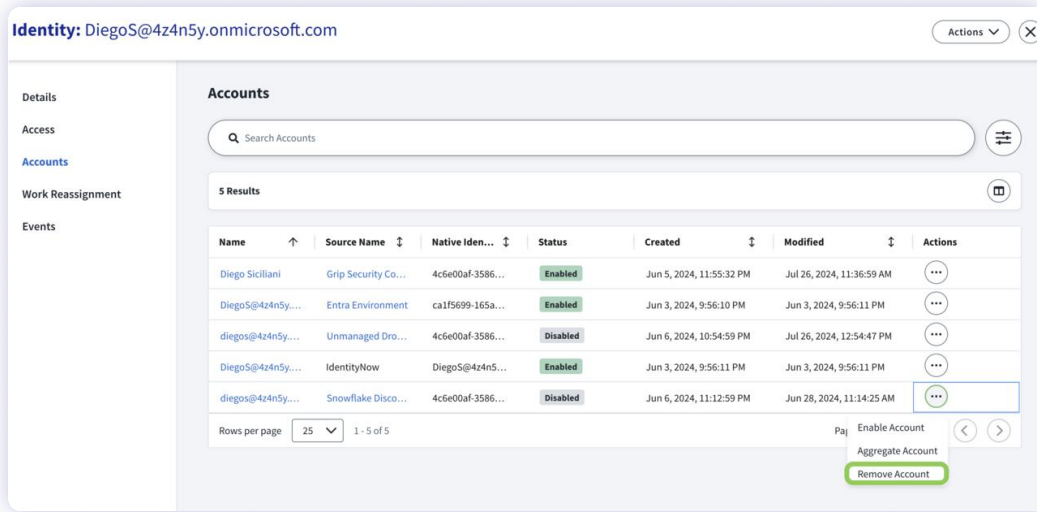 Identity: DiegoS@4z4n5y.onmicrosoft.com
Actions
Details
Access
Accounts
Work Reassignment
Events
Accounts
Search Accounts
5 Results
Name Source Name Native Iden... Status Created Modified Actions
Diego Siciliani Grip Security Co... 4c6e00af-3586... Enabled Jun 5, 2024, 11:55:32 PM Jul 26, 2024, 11:36:59 AM
DiegoS@4z4n5y.... Entra Environment ca1f5699-165a... Enabled Jun 3, 2024, 9:56:10 PM Jun 3, 2024, 9:56:11 PM
diegos@4z4n5y.... Unmanaged Dro... 4c6e00af-3586... Disabled Jun 6, 2024, 10:54:59 PM Jul 26, 2024, 12:54:47 PM
DiegoS@4z4n5y.... IdentityNow DiegoS@4z4n5... Enabled Jun 3, 2024, 9:56:11 PM Jun 3, 2024, 9:56:11 PM
diegos@4z4n5y.... Snowflake Disco... 4c6e00af-3586... Disabled Jun 6, 2024, 11:12:59 PM Jun 28, 2024, 11:14:25 AM
Rows per page 25 1 - 5 of 5
Enable Account
Aggregate Account
Remove Account